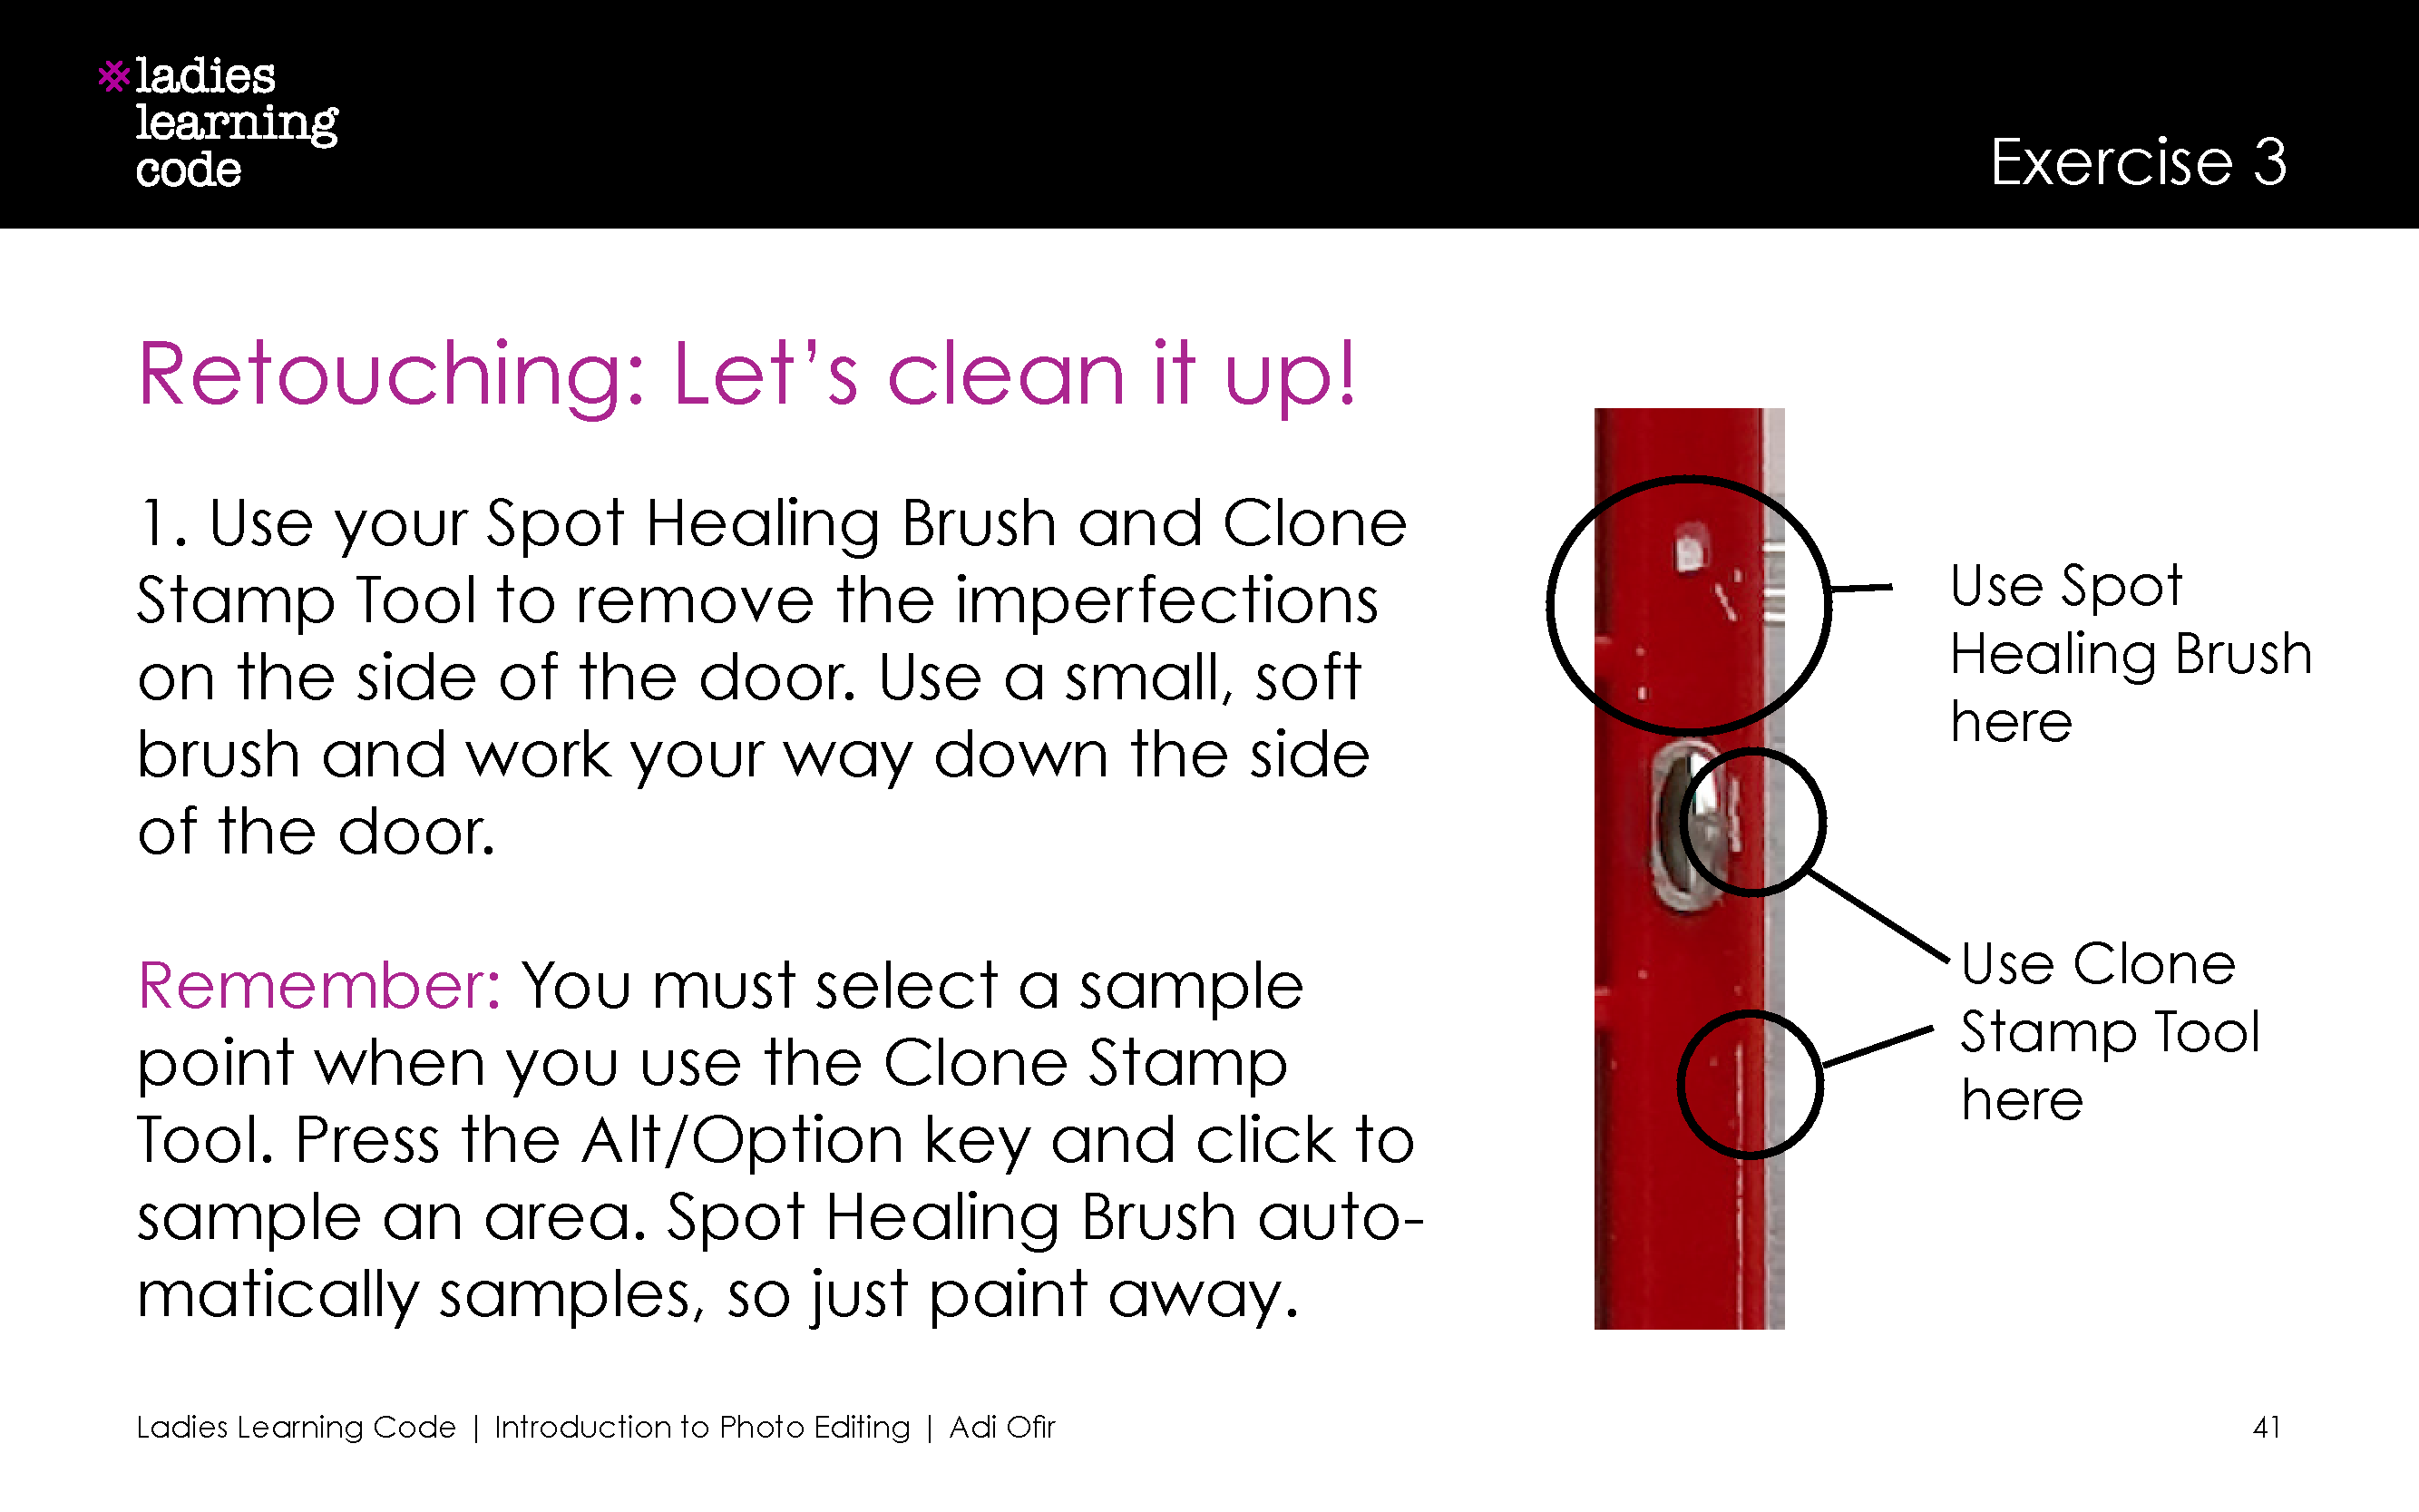 ladies
learning
code
Exercise 3
Retouching: Let’s clean it up!
1. Use your Spot Healing Brush and Clone
Stamp Tool to remove the imperfections
on the side of the door. Use a small, soft
brush and work your way down the side
of the door.
Remember: You must select a sample
point when you use the Clone Stamp
Tool. Press the Alt/Option key and click to
sample an area. Spot Healing Brush auto-
matically samples, so just paint away.
Use Spot
Healing Brush
here
Use Clone
Stamp Tool
here
Ladies Learning Code | Introduction to Photo Editing | Adi Ofir
41